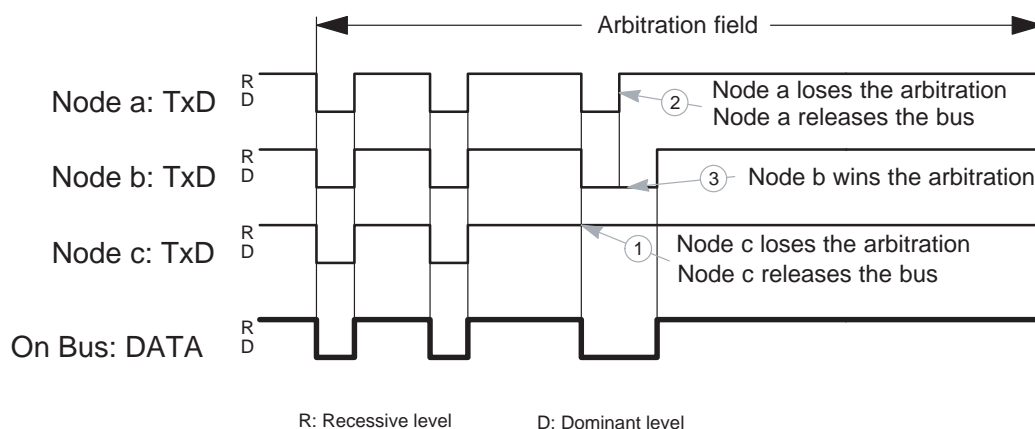 Arbitration field
Node a: TxD
R
D
2
Node a loses the arbitration
Node a releases the bus
Node b: TxD
R
D
3
Node b wins the arbitration
Node c: TxD
R
D
1
Node c loses the arbitration
Node c releases the bus
On Bus: DATA
R
D
R: Recessive level
D: Dominant level